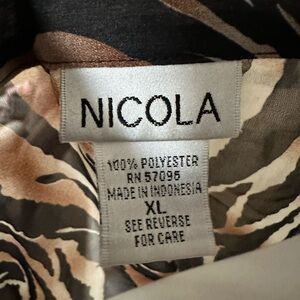 NICOLA
100% POLYESTER
RN 57095
MADE IN INDONESIA
XL
SEE REVERSE
FOR CARE